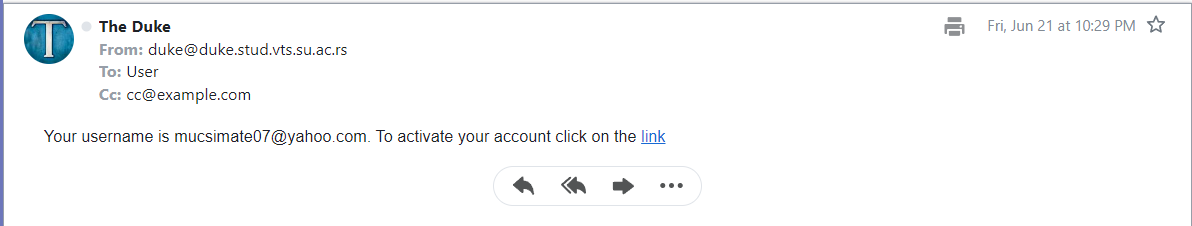 T
The Duke
Fri, Jun 21 at 10:29 PM
From: duke@duke.stud.vts.su.ac.rs
To: User
Cc: cc@example.com
Your username is mucsimate07@yahoo.com. To activate your account click on the link